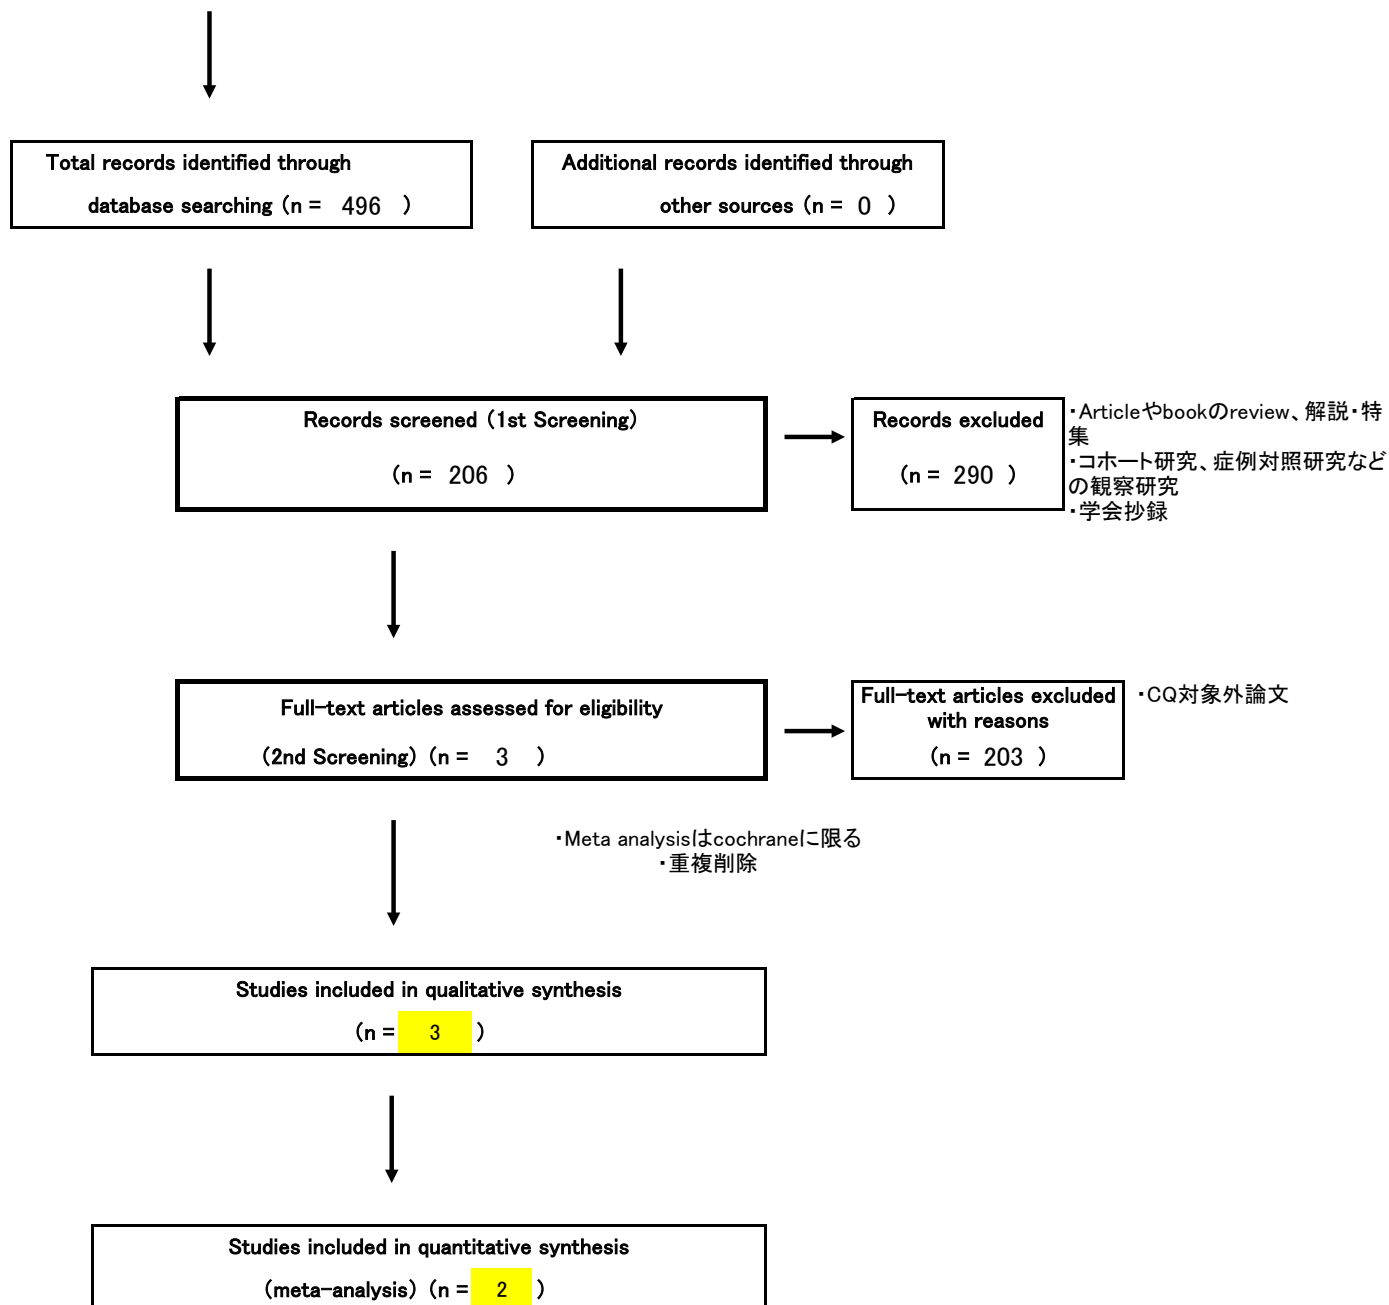 Total records identified through
database searching (n = 496 )
Additional records identified through
other sources (n = 0 )
Records screened (1st Screening)
(n = 206 )
Records excluded
(n = 290 )
・Articleやbookのreview、解説・特
集
・コホート研究、症例対照研究など
の観察研究
・学会抄録
Full-text articles assessed for eligibility
(2nd Screening) (n = 3 )
Full-text articles excluded
with reasons
(n = 203 )
・CQ対象外論文
・Meta analysisはcochraneに限る
・重複削除
Studies included in qualitative synthesis
(n = 3 )
Studies included in quantitative synthesis
(meta-analysis) (n = 2 )